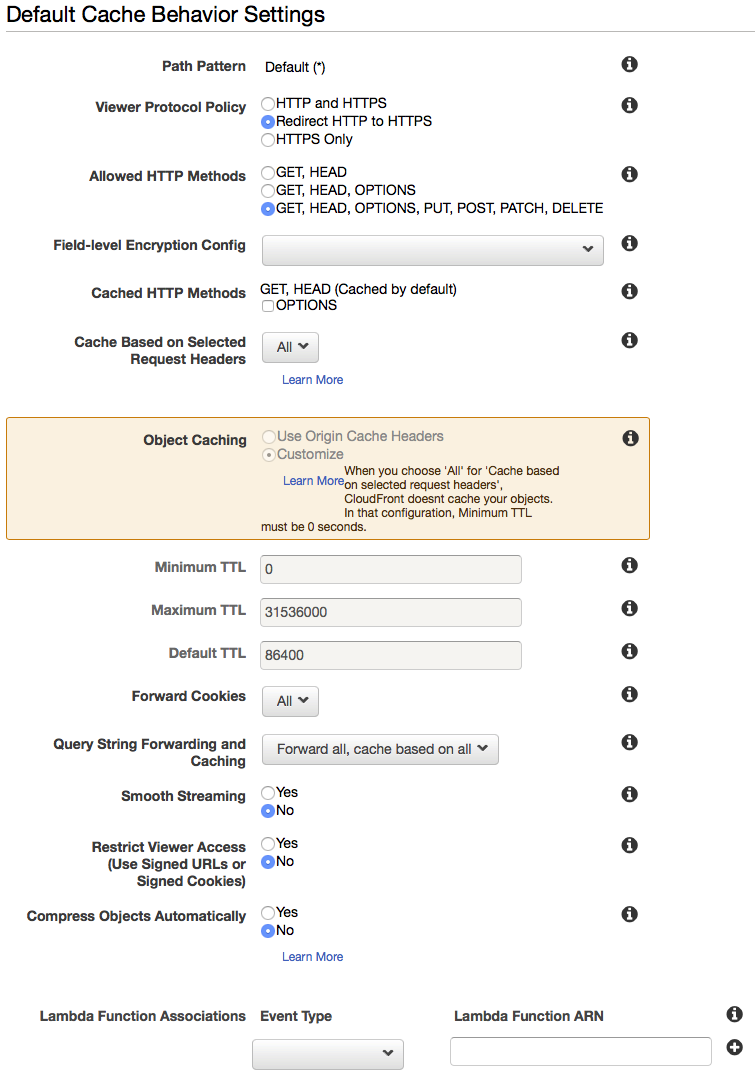 Default Cache Behavior Settings
Path Pattern Default (*)
Viewer Protocol Policy HTTP and HTTPS
Redirect HTTP to HTTPS
HTTPS Only
Allowed HTTP Methods GET, HEAD
GET, HEAD, OPTIONS
GET, HEAD, OPTIONS, PUT, POST, PATCH, DELETE
Field-level Encryption Config
Cached HTTP Methods GET, HEAD (Cached by default)
OPTIONS
Cache Based on Selected
Request Headers
All
Learn More
Object Caching Use Origin Cache Headers
Customize
Learn More
When you choose 'All' for 'Cache based
on selected request headers',
CloudFront doesnt cache your objects.
In that configuration, Minimum TTL
must be 0 seconds.
Minimum TTL 0
Maximum TTL 31536000
Default TTL 86400
Forward Cookies All
Query String Forwarding and
Caching
Forward all, cache based on all
Smooth Streaming Yes
No
Restrict Viewer Access
(Use Signed URLs or
Signed Cookies)
Yes
No
Compress Objects Automatically Yes
No
Learn More
Lambda Function Associations Event Type Lambda Function ARN